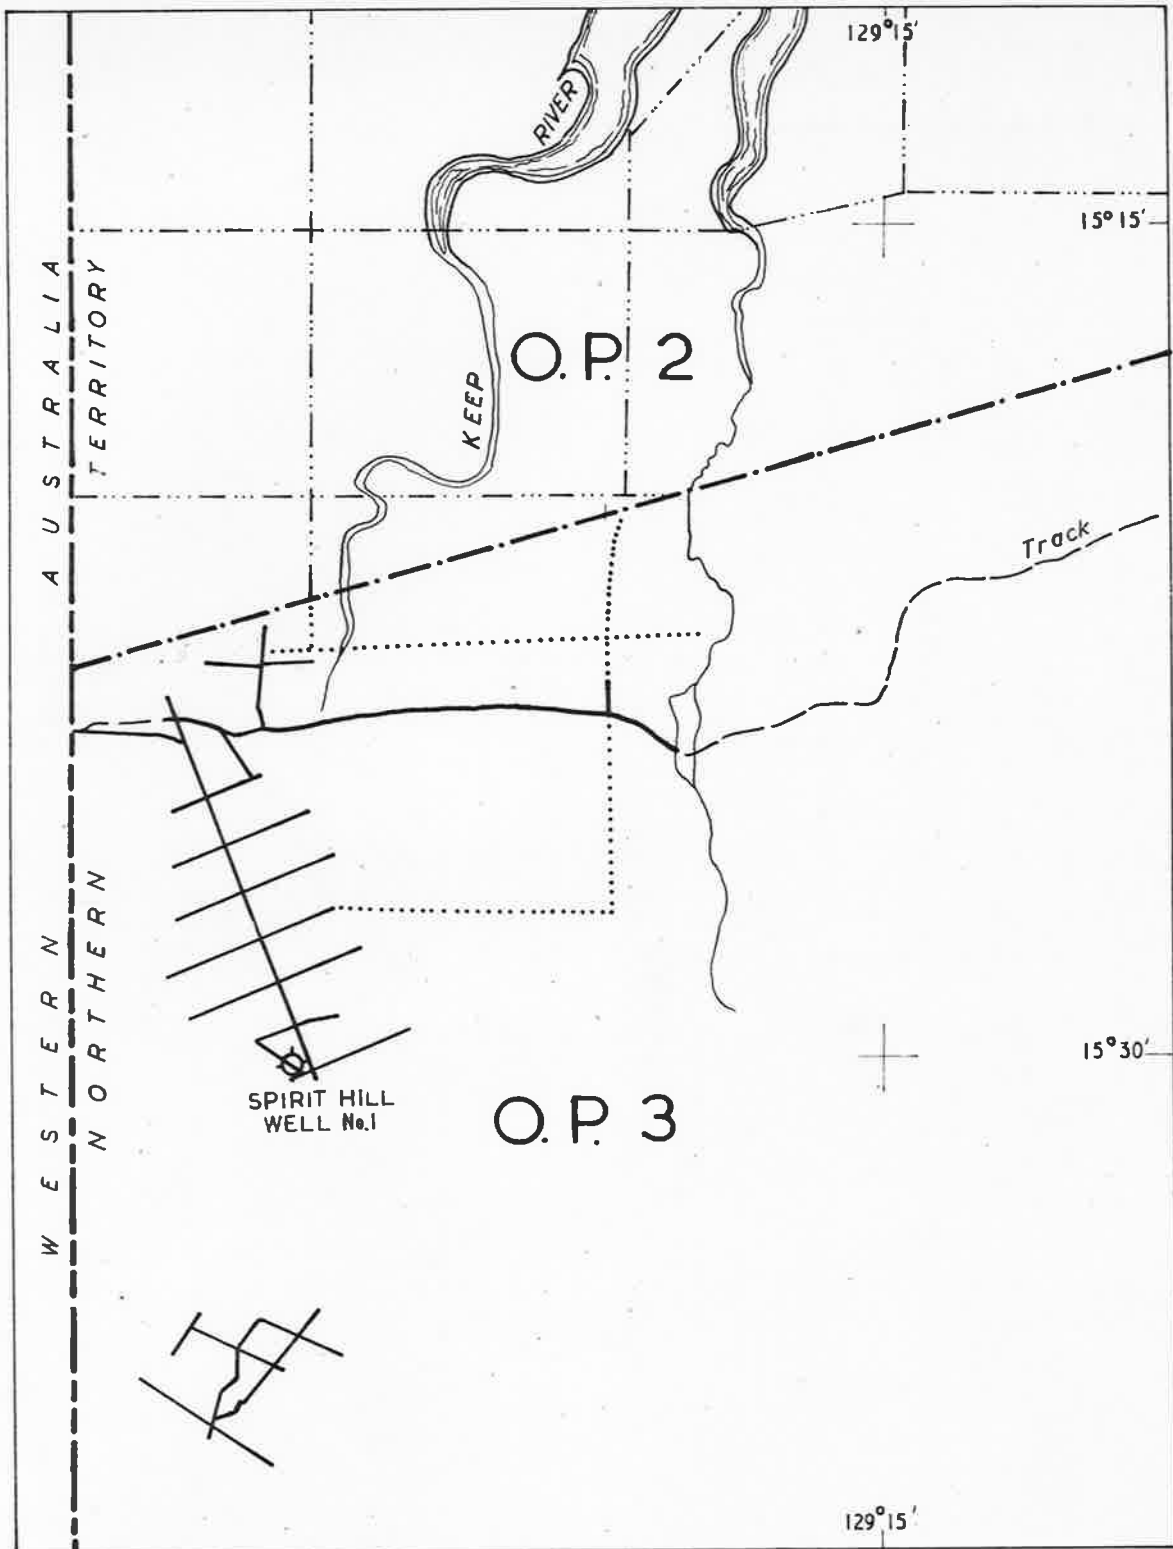 129°15'
RIVER
15°15'
WESTERN AUSTRALIA
NORTHERN TERRITORY
O.P. 2
KEEP
Track
15°30'
SPIRIT HILL
WELL No.1
O.P. 3
129°15'